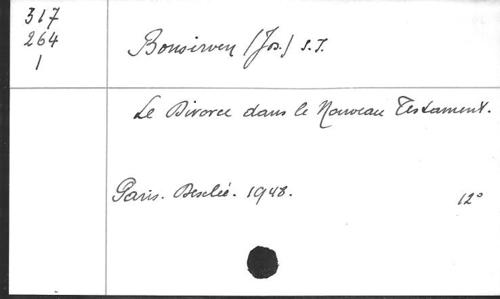 317
264
1
Bonsirven (Jos.) S.J.
Le Divorce dans le Nouveau Testament.
Paris. Desclée. 1948.
12°